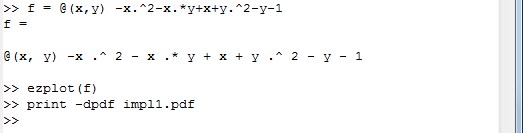 >> f = @(x,y) -x.^2-x.*y+x+y.^2-y-1
f =
@(x, y) -x .^ 2 - x .* y + x + y .^ 2 - y - 1
>> ezplot(f)
>> print -dpdf impl1.pdf
>>